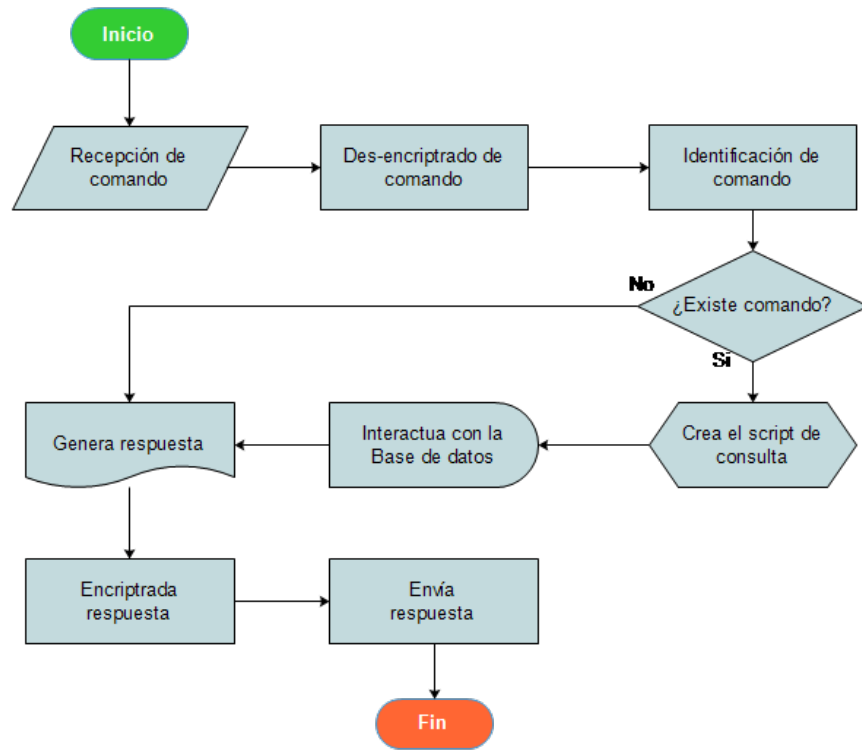 Inicio
Recepción de
comando
Des-encriptrado de
comando
Identificación de
comando
¿Existe comando?
No
Sí
Crea el script de
consulta
Interactua con la
Base de datos
Genera respuesta
Encriptrada
respuesta
Envía
respuesta
Fin